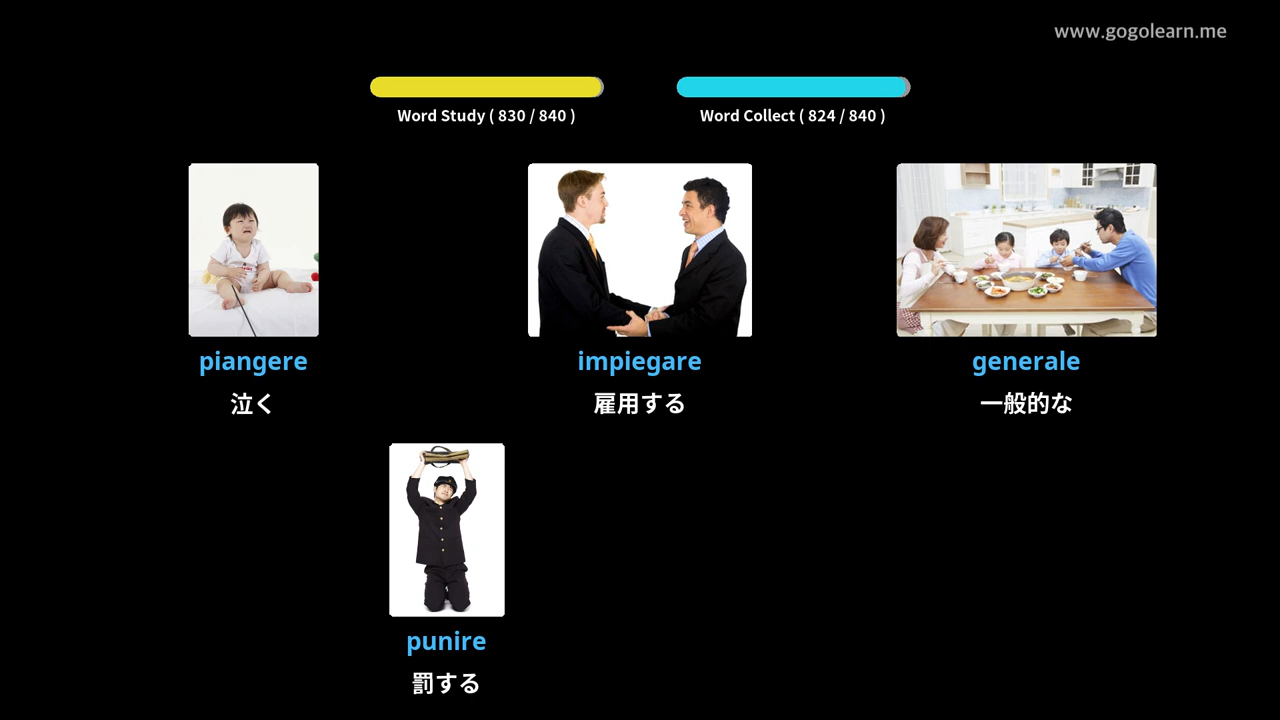 www.gogolearn.me
Word Study ( 830 / 840 )
Word Collect ( 824 / 840 )
piangere
impiegare
generale
泣く
雇用する
一般的な
punire
罰する